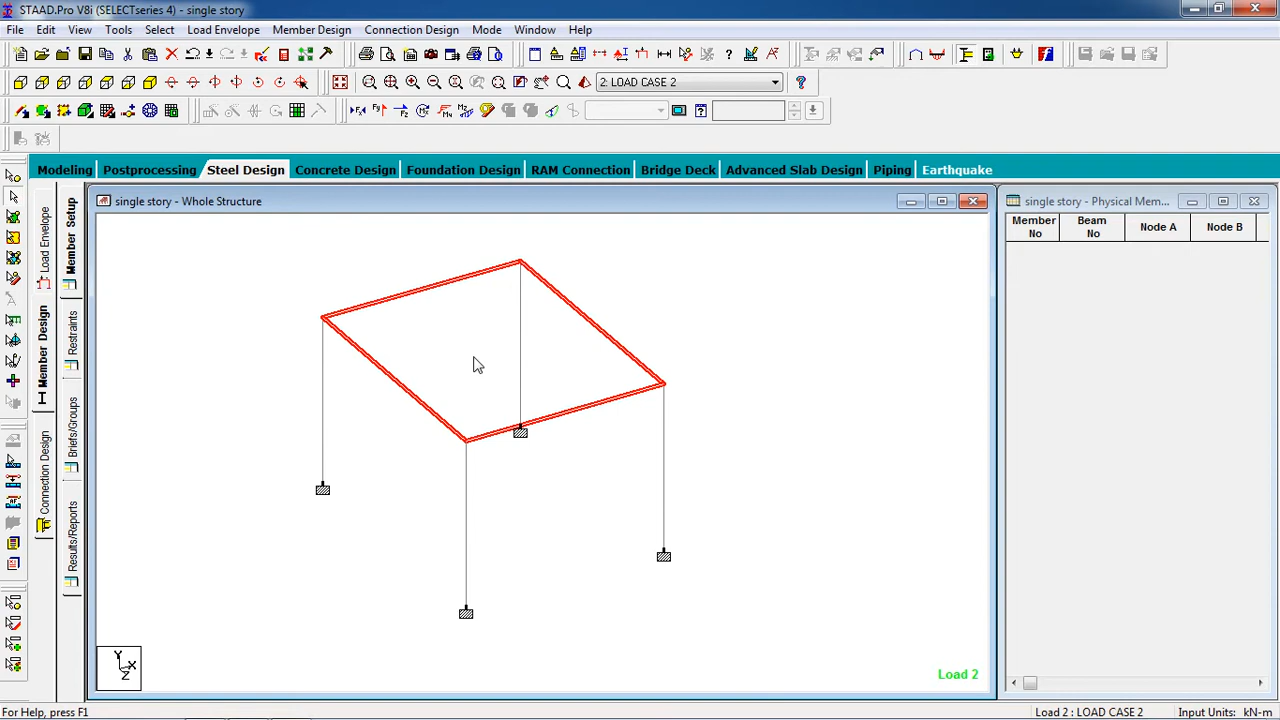 STAAD.Pro V8i (SELECTseries 4) - single story
File Edit View Tools Select Load Envelope Member Design Connection Design Mode Window Help
2: LOAD CASE 2
Modeling Postprocessing Steel Design Concrete Design Foundation Design RAM Connection Bridge Deck Advanced Slab Design Piping Earthquake
Load Envelope
Member Design
Connection Design
Member Setup
Restraints
Briefs/Groups
Results/Reports
single story - Whole Structure
Y
X
Z
Load 2
single story - Physical Mem...
Member No
Beam No
Node A
Node B
For Help, press F1
Load 2 : LOAD CASE 2
Input Units: kN-m